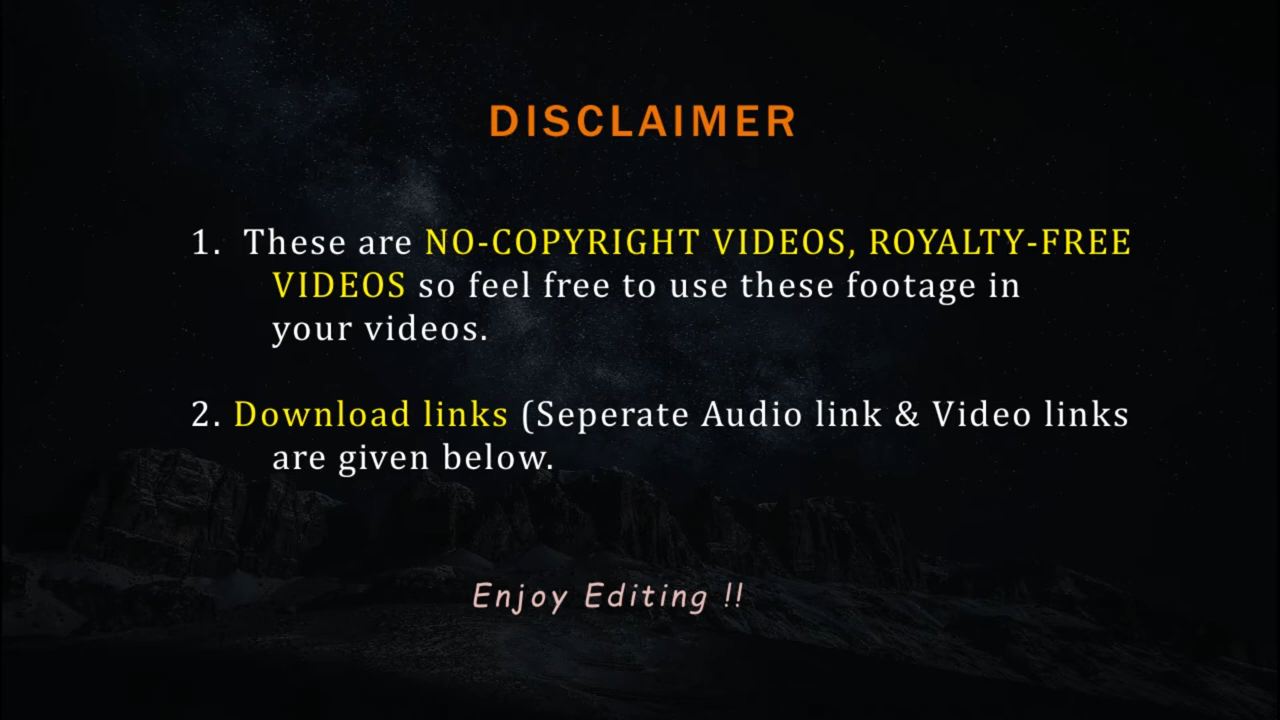 DISCLAIMER
1. These are NO-COPYRIGHT VIDEOS, ROYALTY-FREE
VIDEOS so feel free to use these footage in
your videos.
2. Download links (Seperate Audio link & Video links
are given below.
Enjoy Editing !!